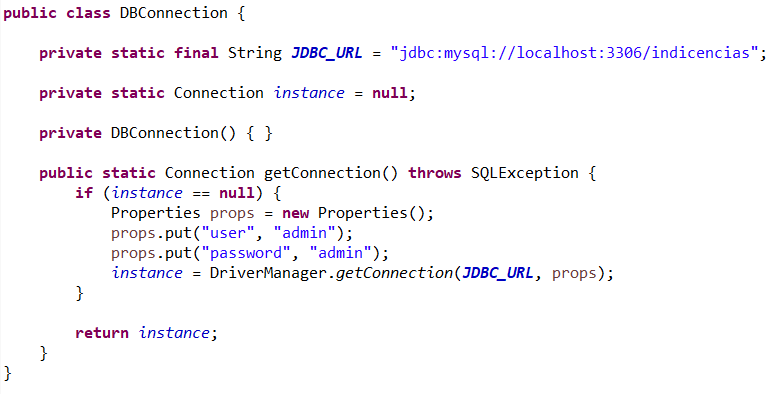 public class DBConnection {
private static final String JDBC_URL = "jdbc:mysql://localhost:3306/indicencias";
private static Connection instance = null;
private DBConnection() { }
public static Connection getConnection() throws SQLException {
if (instance == null) {
Properties props = new Properties();
props.put("user", "admin");
props.put("password", "admin");
instance = DriverManager.getConnection(JDBC_URL, props);
}
return instance;
}
}